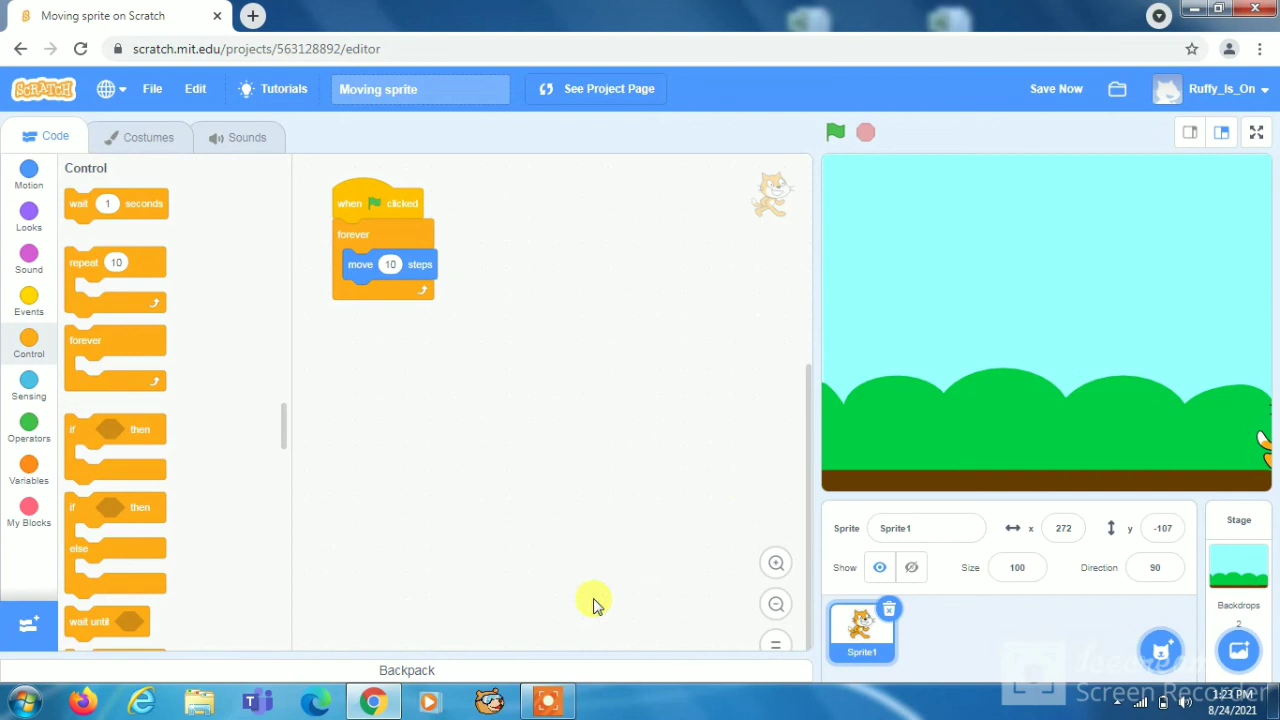 Moving sprite on Scratch
scratch.mit.edu/projects/563128892/editor
SCRATCH
File
Edit
Tutorials
Moving sprite
See Project Page
Save Now
Ruffy_Is_On
Code
Costumes
Sounds
Motion
Looks
Sound
Events
Control
Sensing
Operators
Variables
My Blocks
Control
wait 1 seconds
repeat 10
forever
if then
if then
else
wait until
when clicked
forever
move 10 steps
Sprite Sprite1 x 272 y -107
Show Size 100 Direction 90
Sprite1
Stage
Backdrops
2
Backpack
Screen Recorder
1:23 PM
8/24/2021